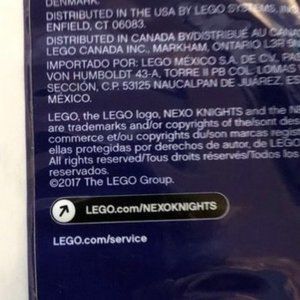 DENMARK.
DISTRIBUTED IN THE USA BY LEGO SYSTEMS, INC.
ENFIELD, CT 06083.
DISTRIBUTED IN CANADA BY/DISTRIBUÉ AU CANA
LEGO CANADA INC., MARKHAM, ONTARIO L3R
IMPORTADO POR: LEGO MÉXICO S.A. DE C.V., PAS
VON HUMBOLDT 43-A, TORRE II PB COL. LOMAS
SECCIÓN, C.P. 53125 NAUCALPAN DE JUÁREZ, ES
MÉXICO.
LEGO, the LEGO logo, NEXO KNIGHTS and the N
are trademarks and/or copyrights of the/sont des
commerce et/ou copyrights du/son marcas regist
ellas protegidas por derechos de autor, de LEGO
All rights reserved/Tous droits réservés/Todos los
reservados.
©2017 The LEGO Group.
LEGO.com/NEXOKNIGHTS
LEGO.com/service